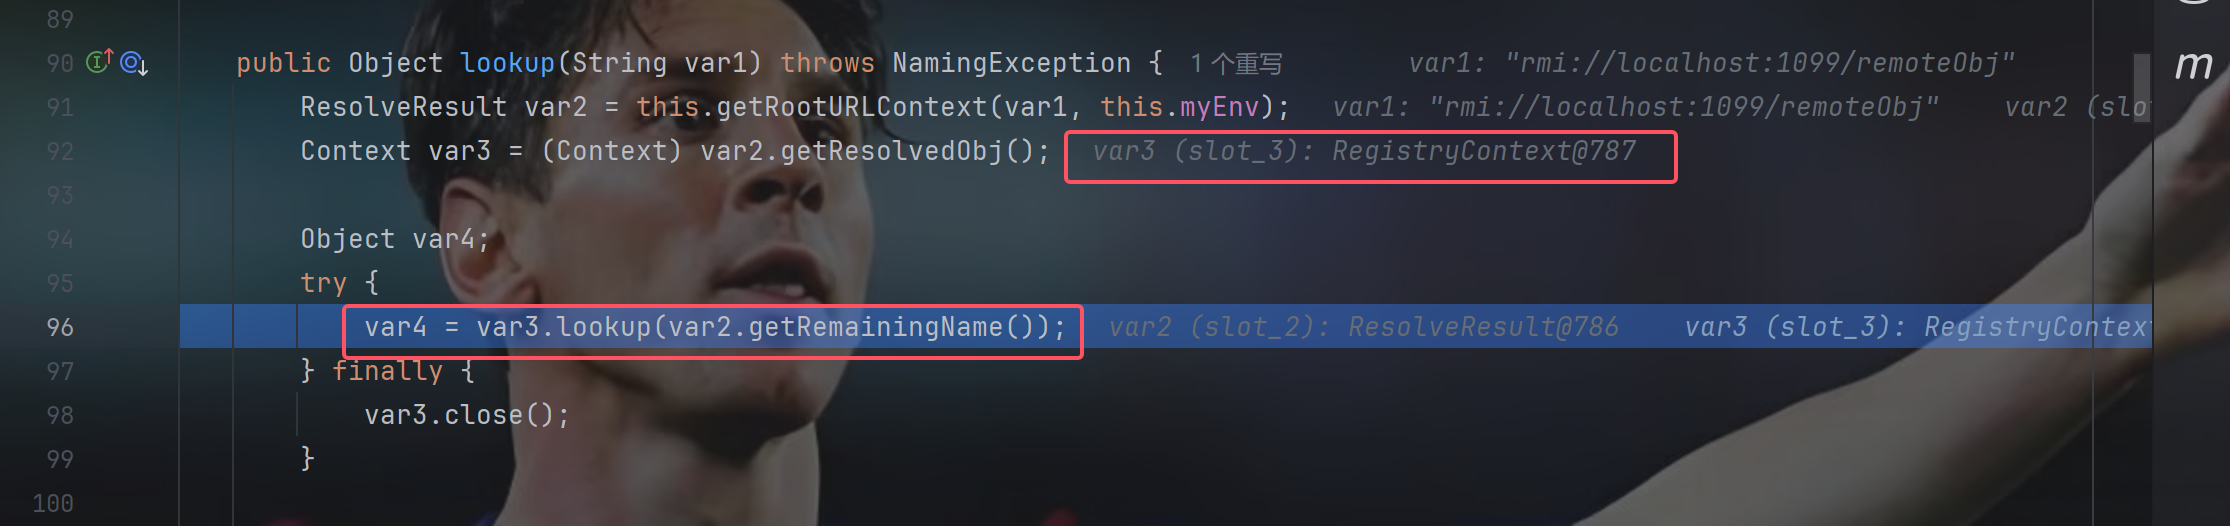 89
90 public Object lookup(String var1) throws NamingException { 1 个重写 var1: "rmi://localhost:1099/remoteObj"
91 ResolveResult var2 = this.getRootURLContext(var1, this.myEnv); var1: "rmi://localhost:1099/remoteObj" var2 (slo
92 Context var3 = (Context) var2.getResolvedObj(); var3 (slot_3): RegistryContext@787
93
94 Object var4;
95 try {
96 var4 = var3.lookup(var2.getRemainingName()); var2 (slot_2): ResolveResult@786 var3 (slot_3): RegistryContext
97 } finally {
98 var3.close();
99 }
100
m